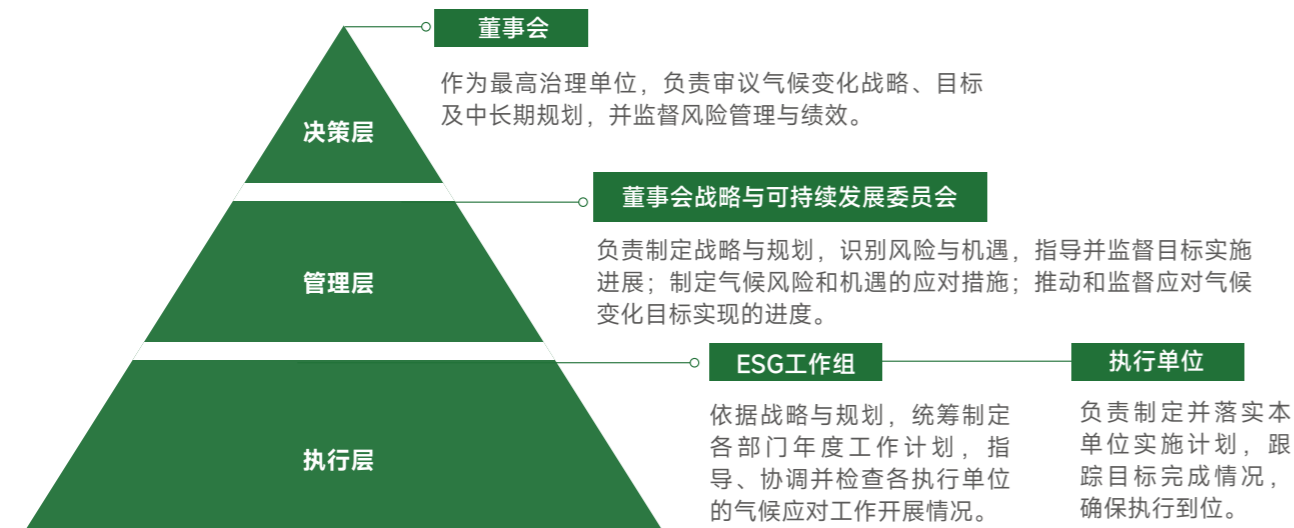 董事会
作为最高治理单位，负责审议气候变化战略、目标
及中长期规划，并监督风险管理与绩效。
决策层
董事会战略与可持续发展委员会
负责制定战略与规划，识别风险与机遇，指导并监督目标实施
进展；制定气候风险和机遇的应对措施；推动和监督应对气候
变化目标实现的进度。
管理层
ESG工作组
依据战略与规划，统筹制定
各部门年度工作计划，指
导、协调并检查各执行单位
的气候应对工作开展情况。
执行单位
负责制定并落实本
单位实施计划，跟
踪目标完成情况，
确保执行到位。
执行层